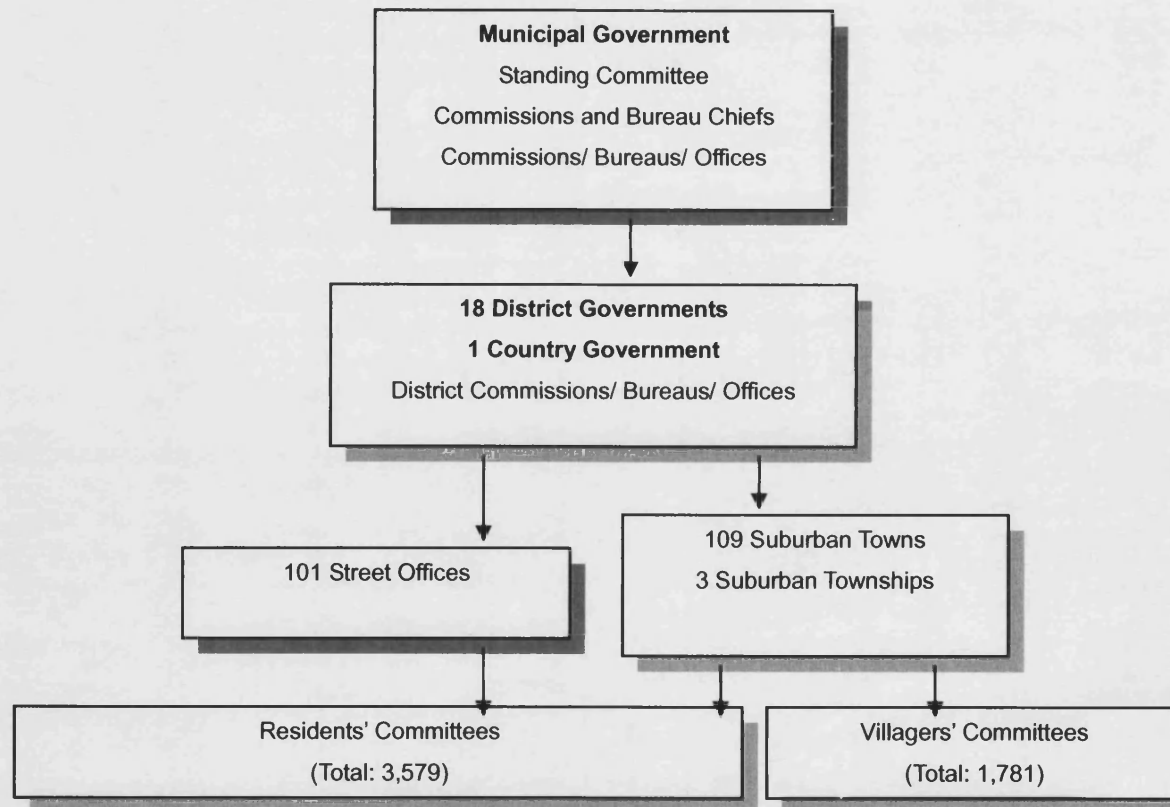 Municipal Government
Standing Committee
Commissions and Bureau Chiefs
Commissions/ Bureaus/ Offices
18 District Governments
1 Country Government
District Commissions/ Bureaus/ Offices
101 Street Offices
109 Suburban Towns
3 Suburban Townships
Residents' Committees
(Total: 3,579)
Villagers' Committees
(Total: 1,781)